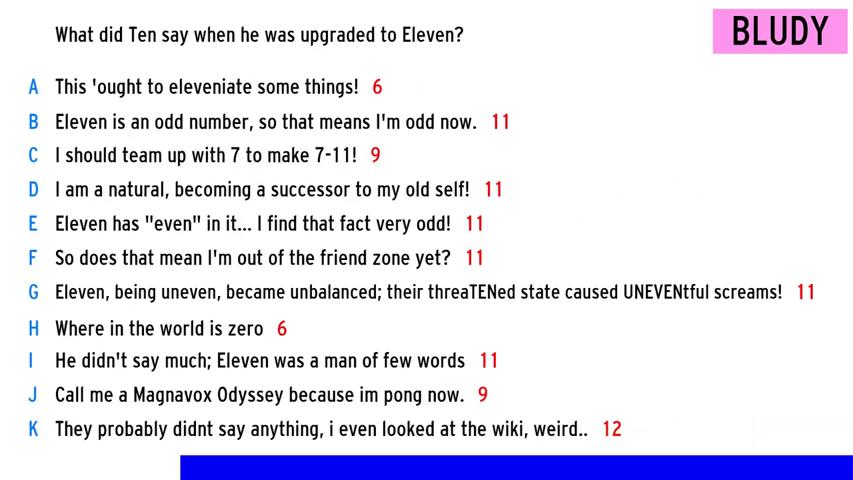 What did Ten say when he was upgraded to Eleven?
BLUDY
A This 'ought to eleveniate some things! 6
B Eleven is an odd number, so that means I'm odd now. 11
C I should team up with 7 to make 7-11! 9
D I am a natural, becoming a successor to my old self! 11
E Eleven has "even" in it... I find that fact very odd! 11
F So does that mean I'm out of the friend zone yet? 11
G Eleven, being uneven, became unbalanced; their threaTENed state caused UNEVENtful screams! 11
H Where in the world is zero 6
I He didn't say much; Eleven was a man of few words 11
J Call me a Magnavox Odyssey because im pong now. 9
K They probably didnt say anything, i even looked at the wiki, weird.. 12